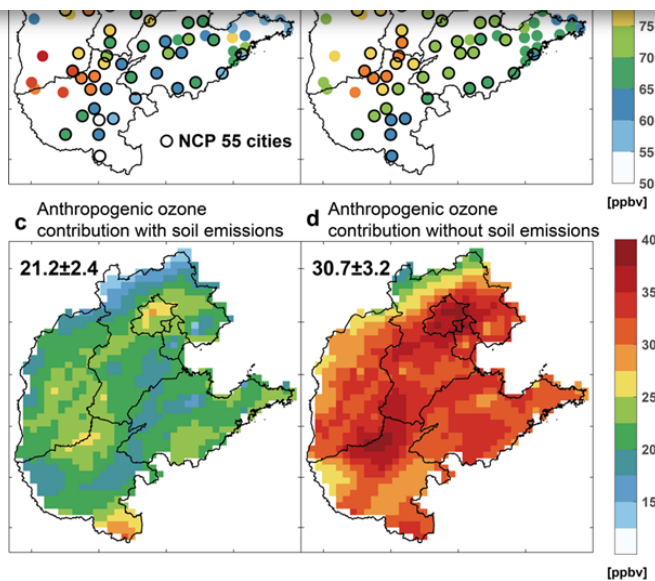 75
70
65
60
55
50
[ppbv]
NCP 55 cities
c Anthropogenic ozone
contribution with soil emissions
d Anthropogenic ozone
contribution without soil emissions
21.2±2.4
30.7±3.2
40
35
30
25
20
15
[ppbv]